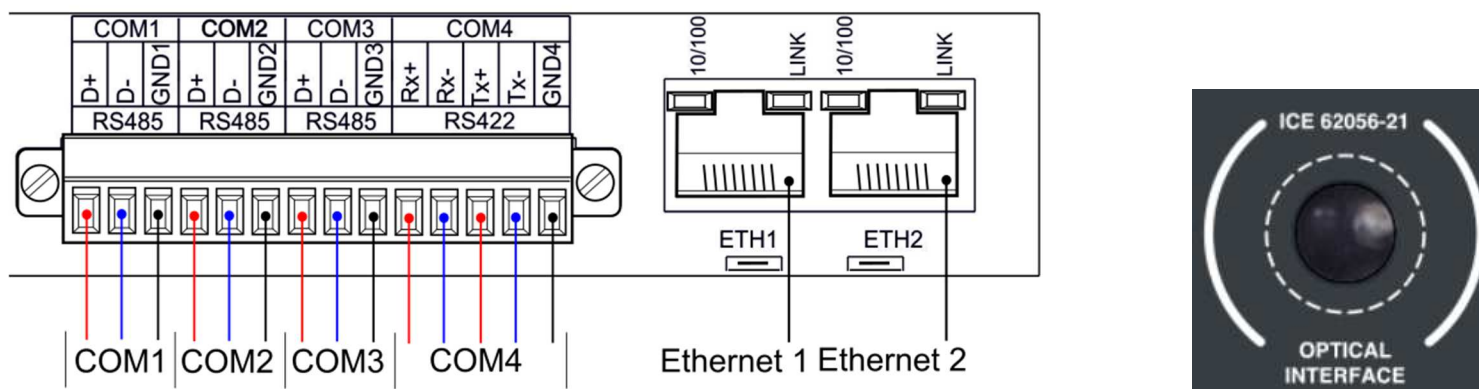 COM1 COM2 COM3 COM4
D+ D- GND1 D+ D- GND2 D+ D- GND3 Rx+ Rx- Tx+ Tx- GND4
RS485 RS485 RS485 RS422
10/100 LINK 10/100 LINK
ETH1 ETH2
COM1 COM2 COM3 COM4 Ethernet 1 Ethernet 2
ICE 62056-21
OPTICAL
INTERFACE